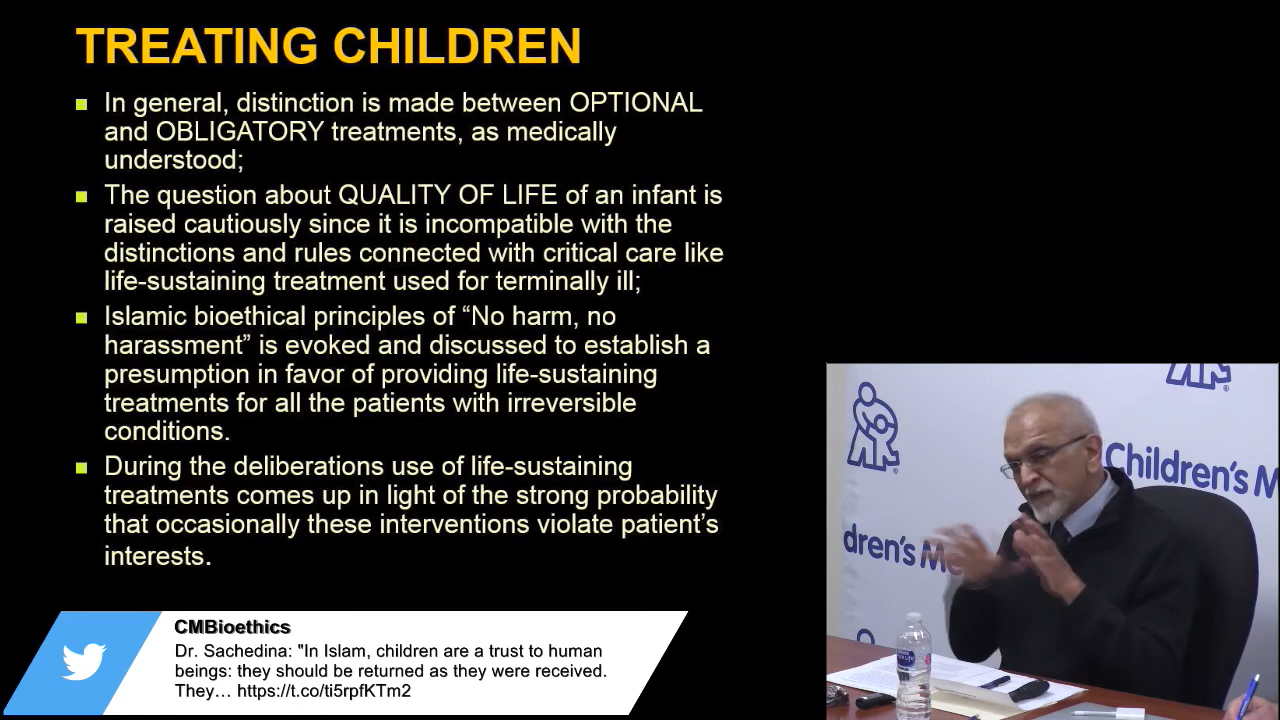 TREATING CHILDREN
In general, distinction is made between OPTIONAL
and OBLIGATORY treatments, as medically
understood;
The question about QUALITY OF LIFE of an infant is
raised cautiously since it is incompatible with the
distinctions and rules connected with critical care like
life-sustaining treatment used for terminally ill;
Islamic bioethical principles of “No harm, no
harassment” is evoked and discussed to establish a
presumption in favor of providing life-sustaining
treatments for all the patients with irreversible
conditions.
During the deliberations use of life-sustaining
treatments comes up in light of the strong probability
that occasionally these interventions violate patient’s
interests.
CMBioethics
Dr. Sachedina: "In Islam, children are a trust to human
beings: they should be returned as they were received.
They… https://t.co/ti5rpfKTm2
Children's M
dren's Me